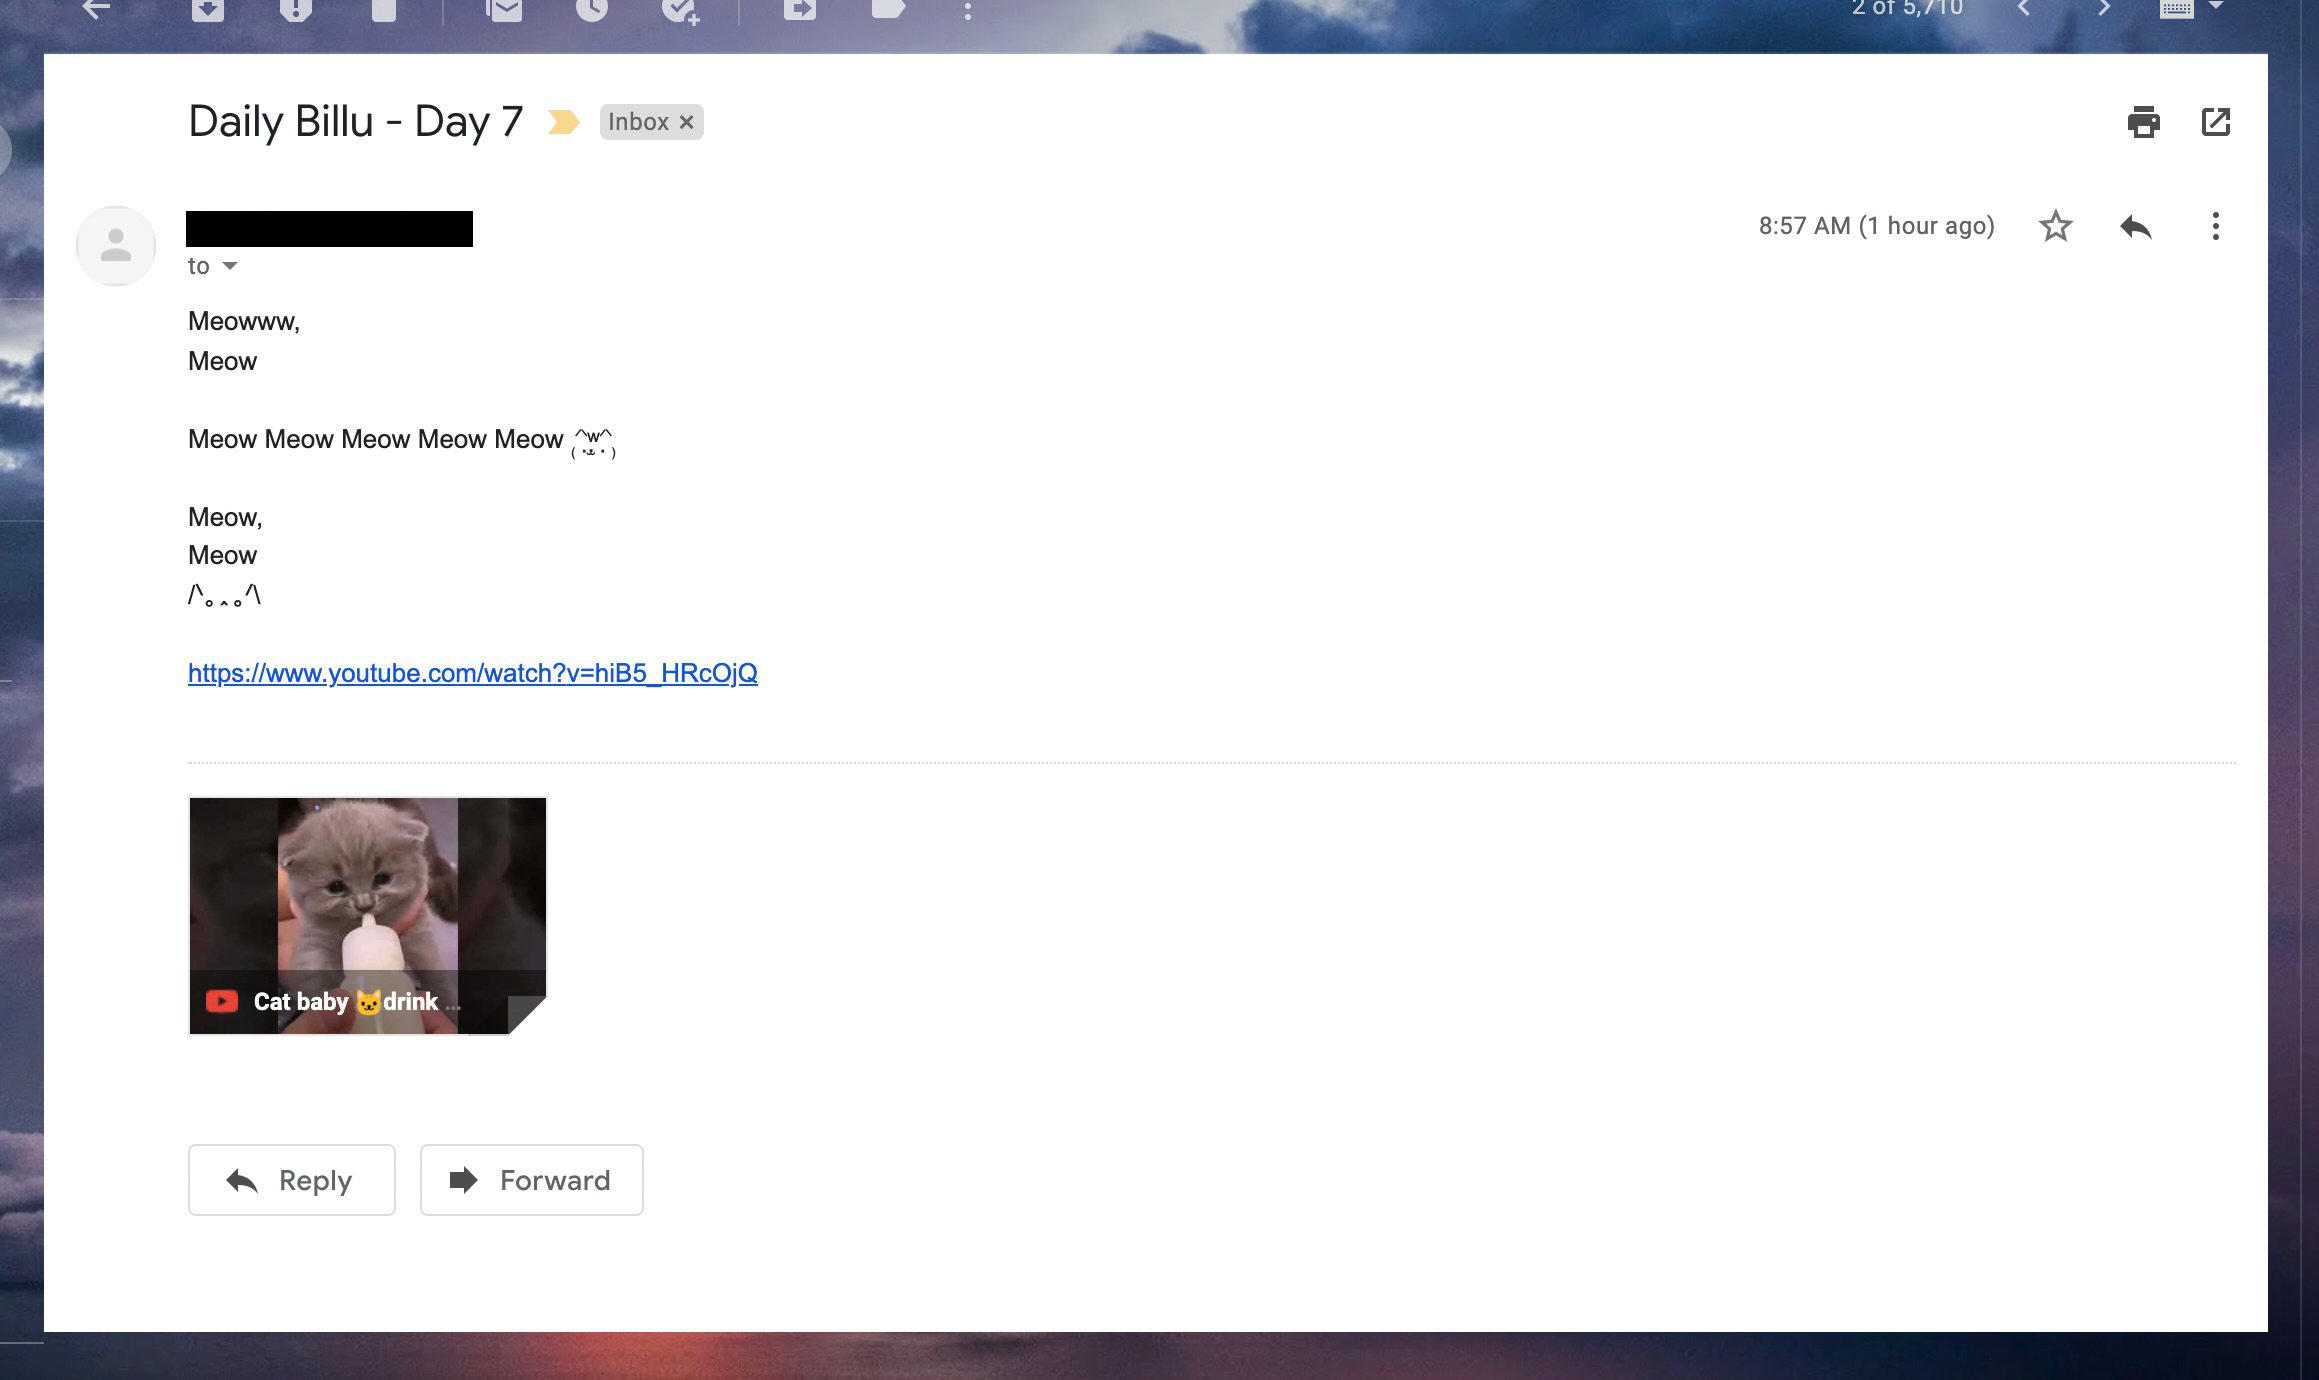 2 of 5,710
Daily Billu - Day 7
Inbox ×
8:57 AM (1 hour ago)
to
Meowww,
Meow
Meow Meow Meow Meow Meow
Meow,
Meow
/^。‸。^\
https://www.youtube.com/watch?v=hiB5_HRcOjQ
Cat baby 🐱drink ...
Reply
Forward